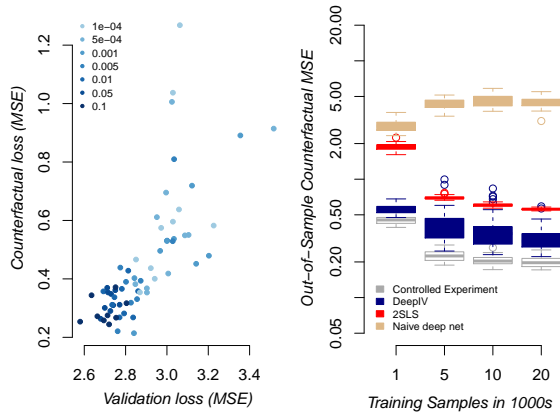 1e−04
5e−04
0.001
0.005
0.01
0.05
0.1
Counterfactual loss (MSE)
0.2 0.4 0.6 0.8 1.0 1.2
2.6 2.8 3.0 3.2 3.4
Validation loss (MSE)
Out−of−Sample Counterfactual MSE
0.05 0.20 0.50 2.00 5.00 20.00
Controlled Experiment
DeepIV
2SLS
Naive deep net
1 5 10 20
Training Samples in 1000s